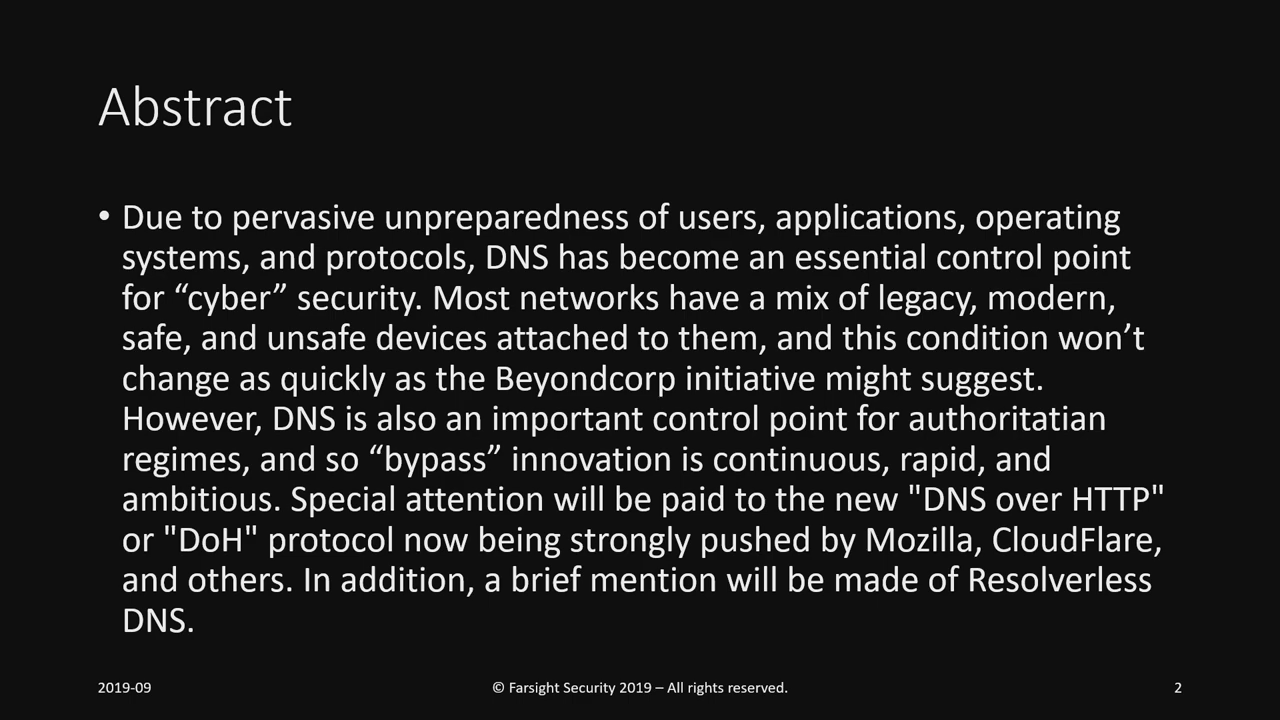 Abstract
• Due to pervasive unpreparedness of users, applications, operating
systems, and protocols, DNS has become an essential control point
for “cyber” security. Most networks have a mix of legacy, modern,
safe, and unsafe devices attached to them, and this condition won’t
change as quickly as the Beyondcorp initiative might suggest.
However, DNS is also an important control point for authoritatian
regimes, and so “bypass” innovation is continuous, rapid, and
ambitious. Special attention will be paid to the new "DNS over HTTP"
or "DoH" protocol now being strongly pushed by Mozilla, CloudFlare,
and others. In addition, a brief mention will be made of Resolverless
DNS.
2019-09
© Farsight Security 2019 – All rights reserved.
2